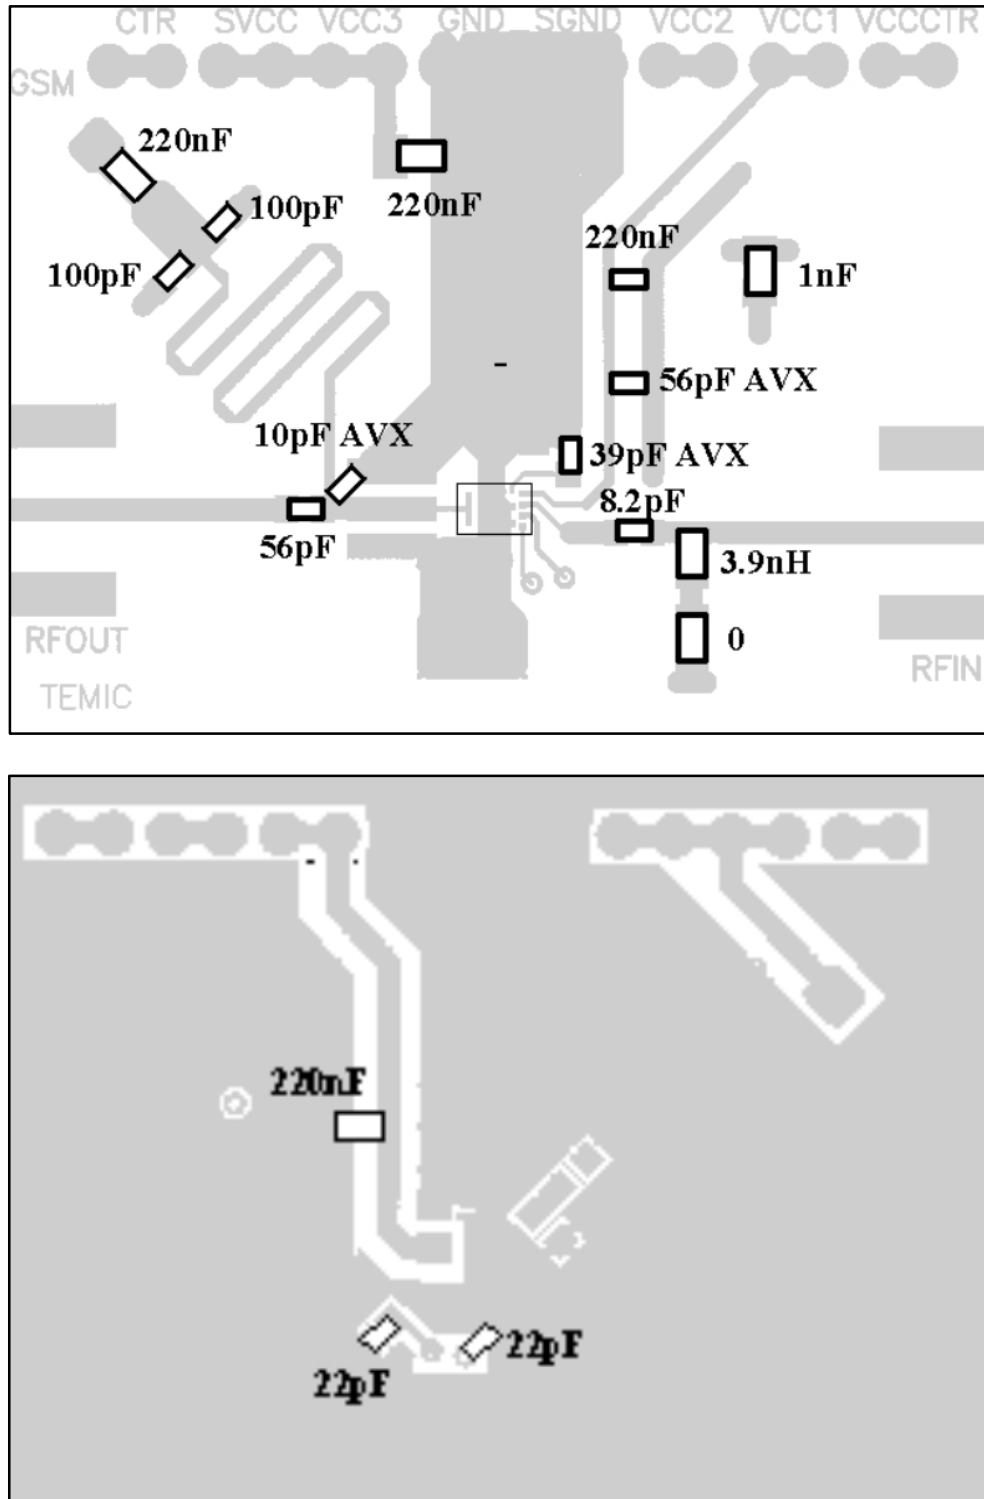 CTR SVCC VCC3 GND SGND VCC2 VCC1 VCCCTR
GSM
220nF
100pF
220nF
220nF
100pF
1nF
56pF AVX
10pF AVX
39pF AVX
8.2pF
56pF
3.9nH
0
RFOUT
RFIN
TEMIC
220nF
22pF
22pF